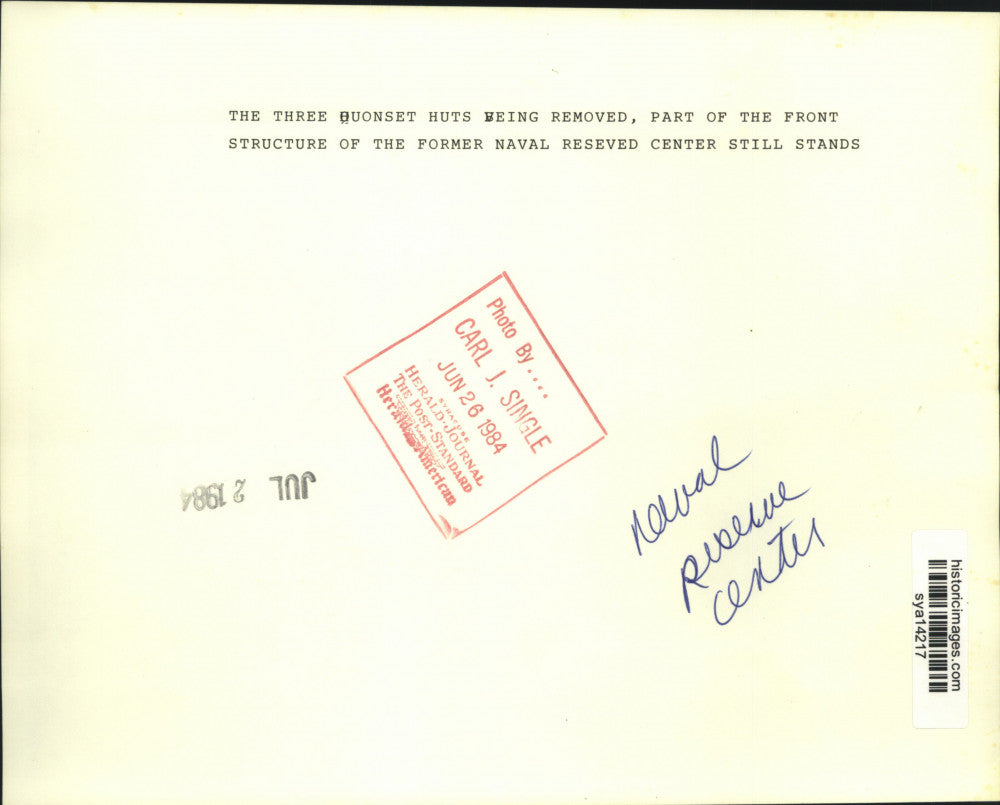 THE THREE QUONSET HUTS BEING REMOVED, PART OF THE FRONT
STRUCTURE OF THE FORMER NAVAL RESEVED CENTER STILL STANDS
Photo By....
CARL J. SINGLE
JUN 26 1984
SYRACUSE
HERALD-JOURNAL
THE POST-STANDARD
Herald American
JUL 2 1984
Naval
Reserve
Center
historicimages.com
sya14217